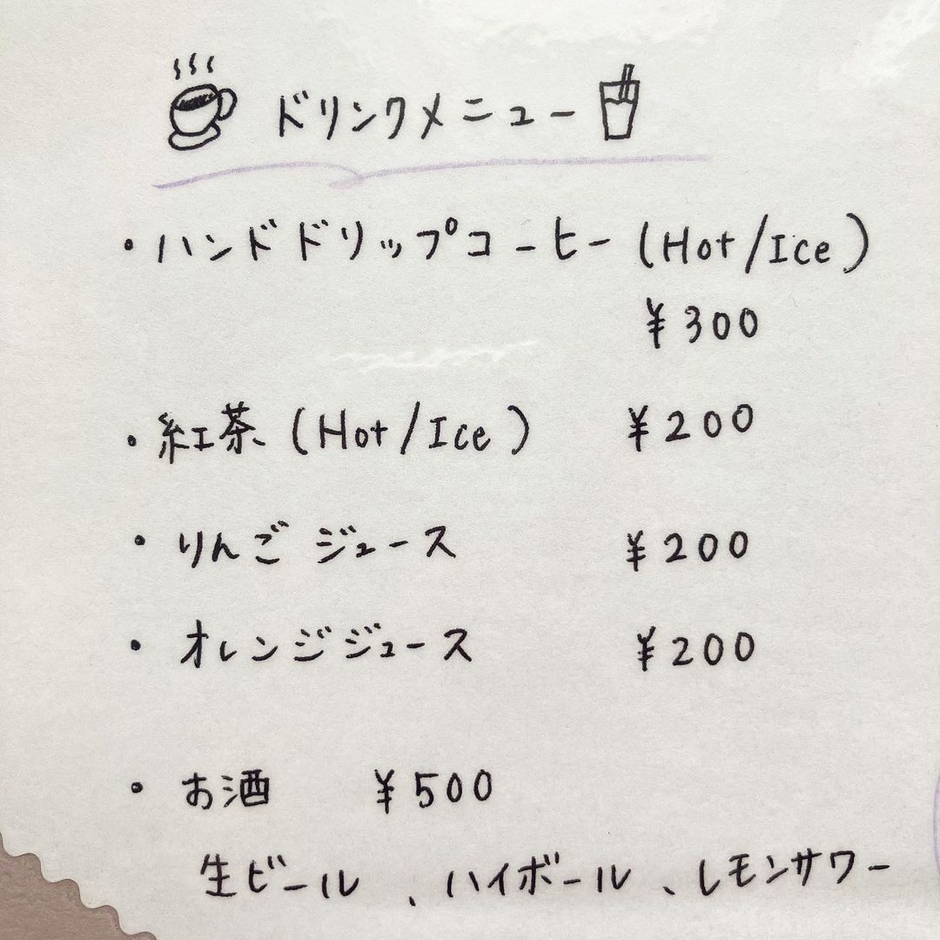 ドリンクメニュー
・ハンドドリップコーヒー(Hot/Ice)
¥300
・紅茶(Hot/Ice) ¥200
・りんごジュース ¥200
・オレンジジュース ¥200
・お酒 ¥500
生ビール、ハイボール、レモンサワー